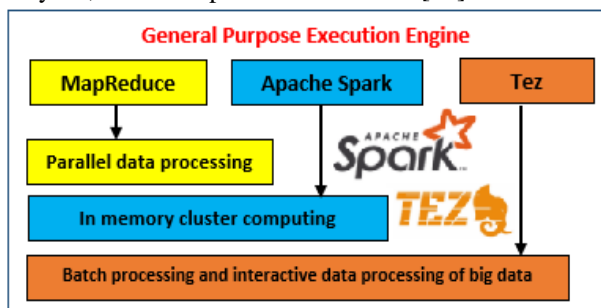 General Purpose Execution Engine
MapReduce
Apache Spark
Tez
Parallel data processing
APACHE
Spark
In memory cluster computing
TEZ
Batch processing and interactive data processing of big data